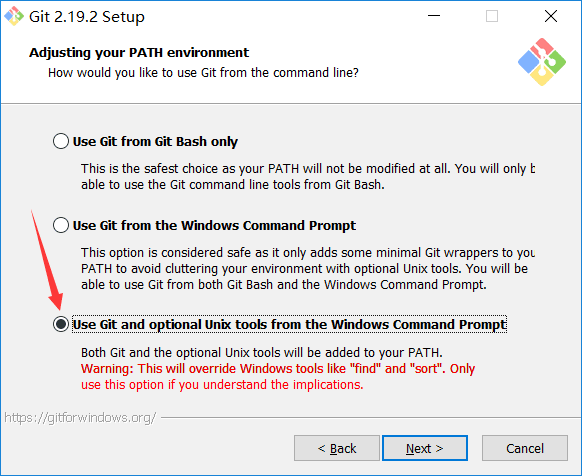 Git 2.19.2 Setup
Adjusting your PATH environment
How would you like to use Git from the command line?
Use Git from Git Bash only
This is the safest choice as your PATH will not be modified at all. You will only b
able to use the Git command line tools from Git Bash.
Use Git from the Windows Command Prompt
This option is considered safe as it only adds some minimal Git wrappers to you
PATH to avoid cluttering your environment with optional Unix tools. You will be
able to use Git from both Git Bash and the Windows Command Prompt.
Use Git and optional Unix tools from the Windows Command Prompt
Both Git and the optional Unix tools will be added to your PATH.
Warning: This will override Windows tools like "find" and "sort". Only
use this option if you understand the implications.
https://gitforwindows.org/
< Back
Next >
Cancel